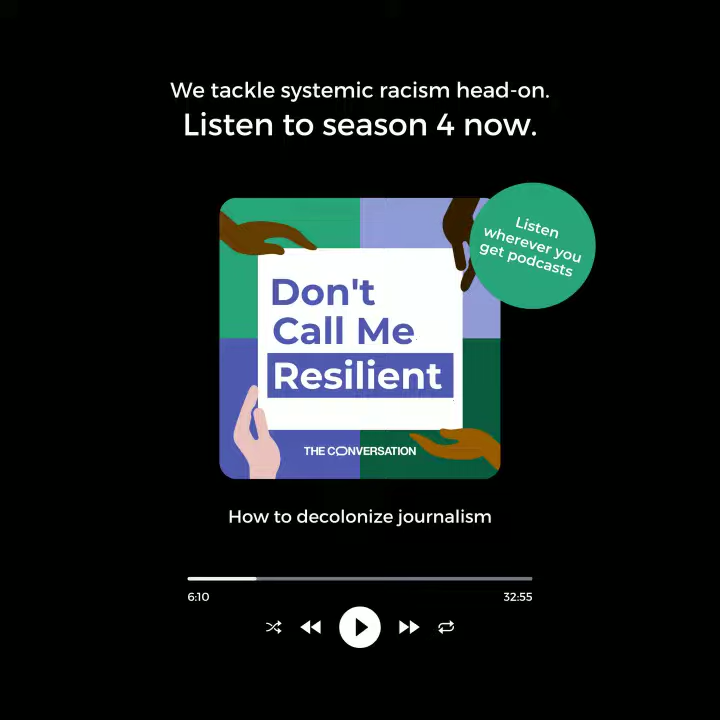 We tackle systemic racism head-on.
Listen to season 4 now.
Listen
wherever you
get podcasts
Don't
Call Me
Resilient
THE CONVERSATION
How to decolonize journalism
6:10
32:55